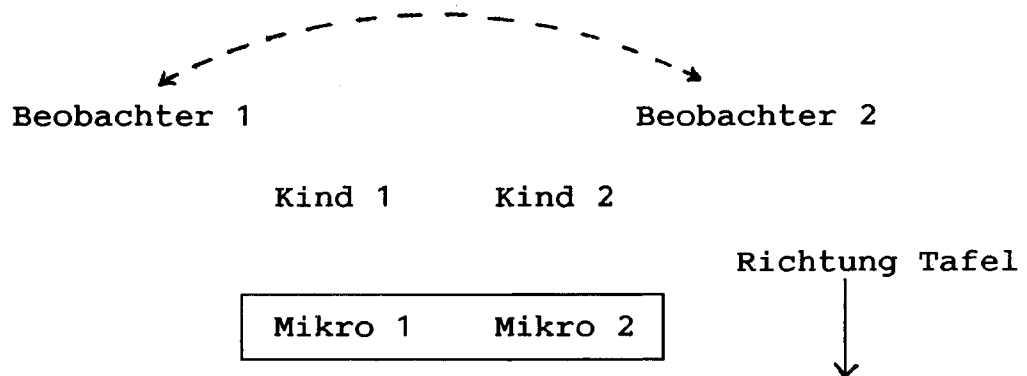 Beobachter 1 Beobachter 2
Kind 1 Kind 2
Richtung Tafel
Mikro 1 Mikro 2